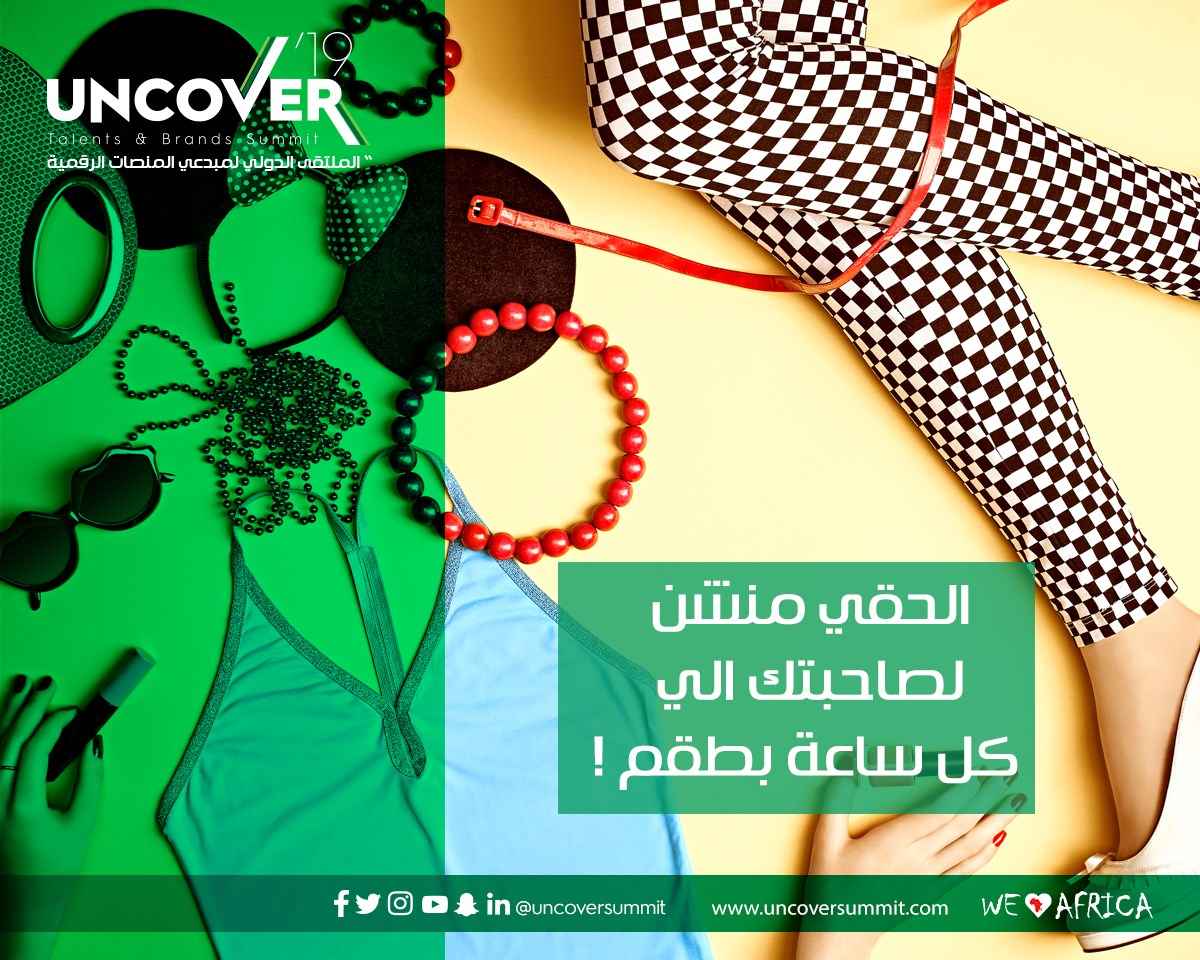 UNCOVER '19
Talents & Brands Summit
" الملتقى الدولي لمبدعي المنصات الرقمية
الحقي منشن
لصاحبتك الي
كل ساعة بطقم !
@uncoversummit
www.uncoversummit.com
WE AFRICA